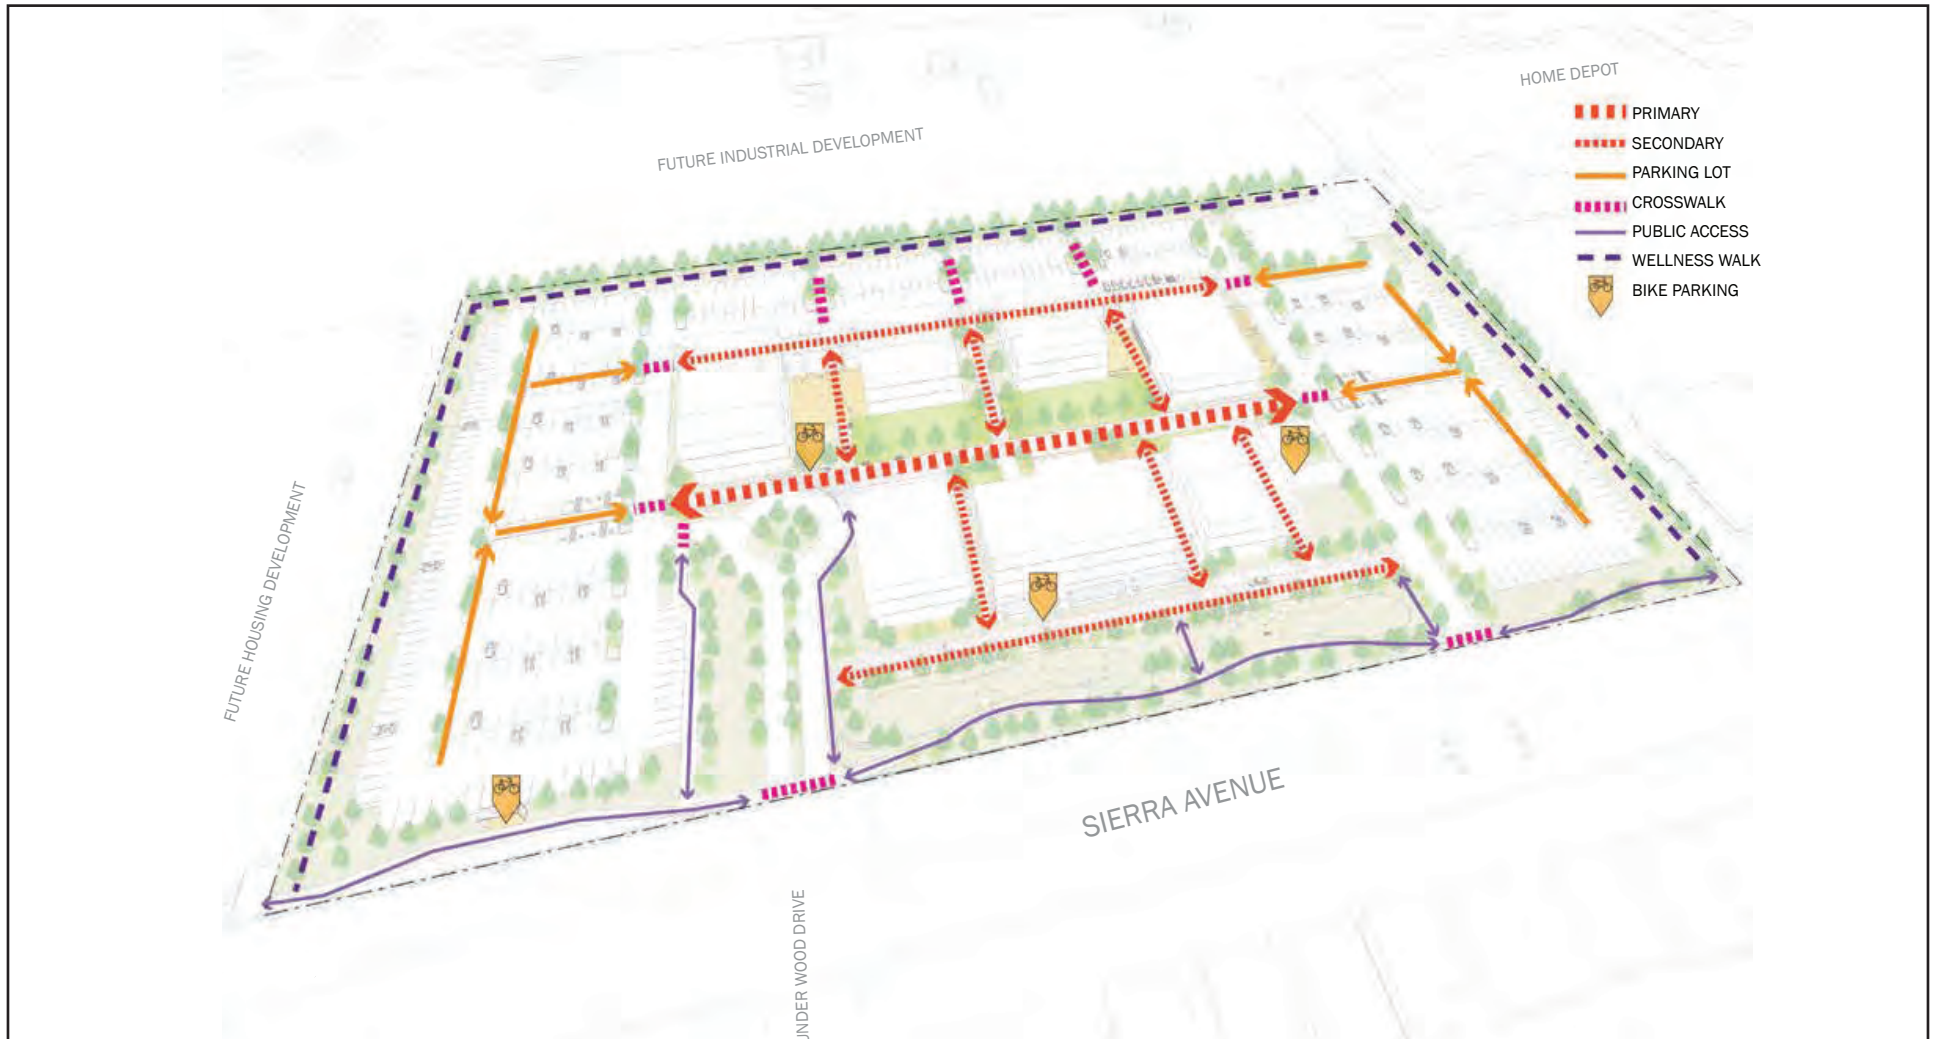 HOME DEPOT
PRIMARY
SECONDARY
PARKING LOT
CROSSWALK
PUBLIC ACCESS
WELLNESS WALK
BIKE PARKING
FUTURE INDUSTRIAL DEVELOPMENT
FUTURE HOUSING DEVELOPMENT
SIERRA AVENUE
UNDER WOOD DRIVE